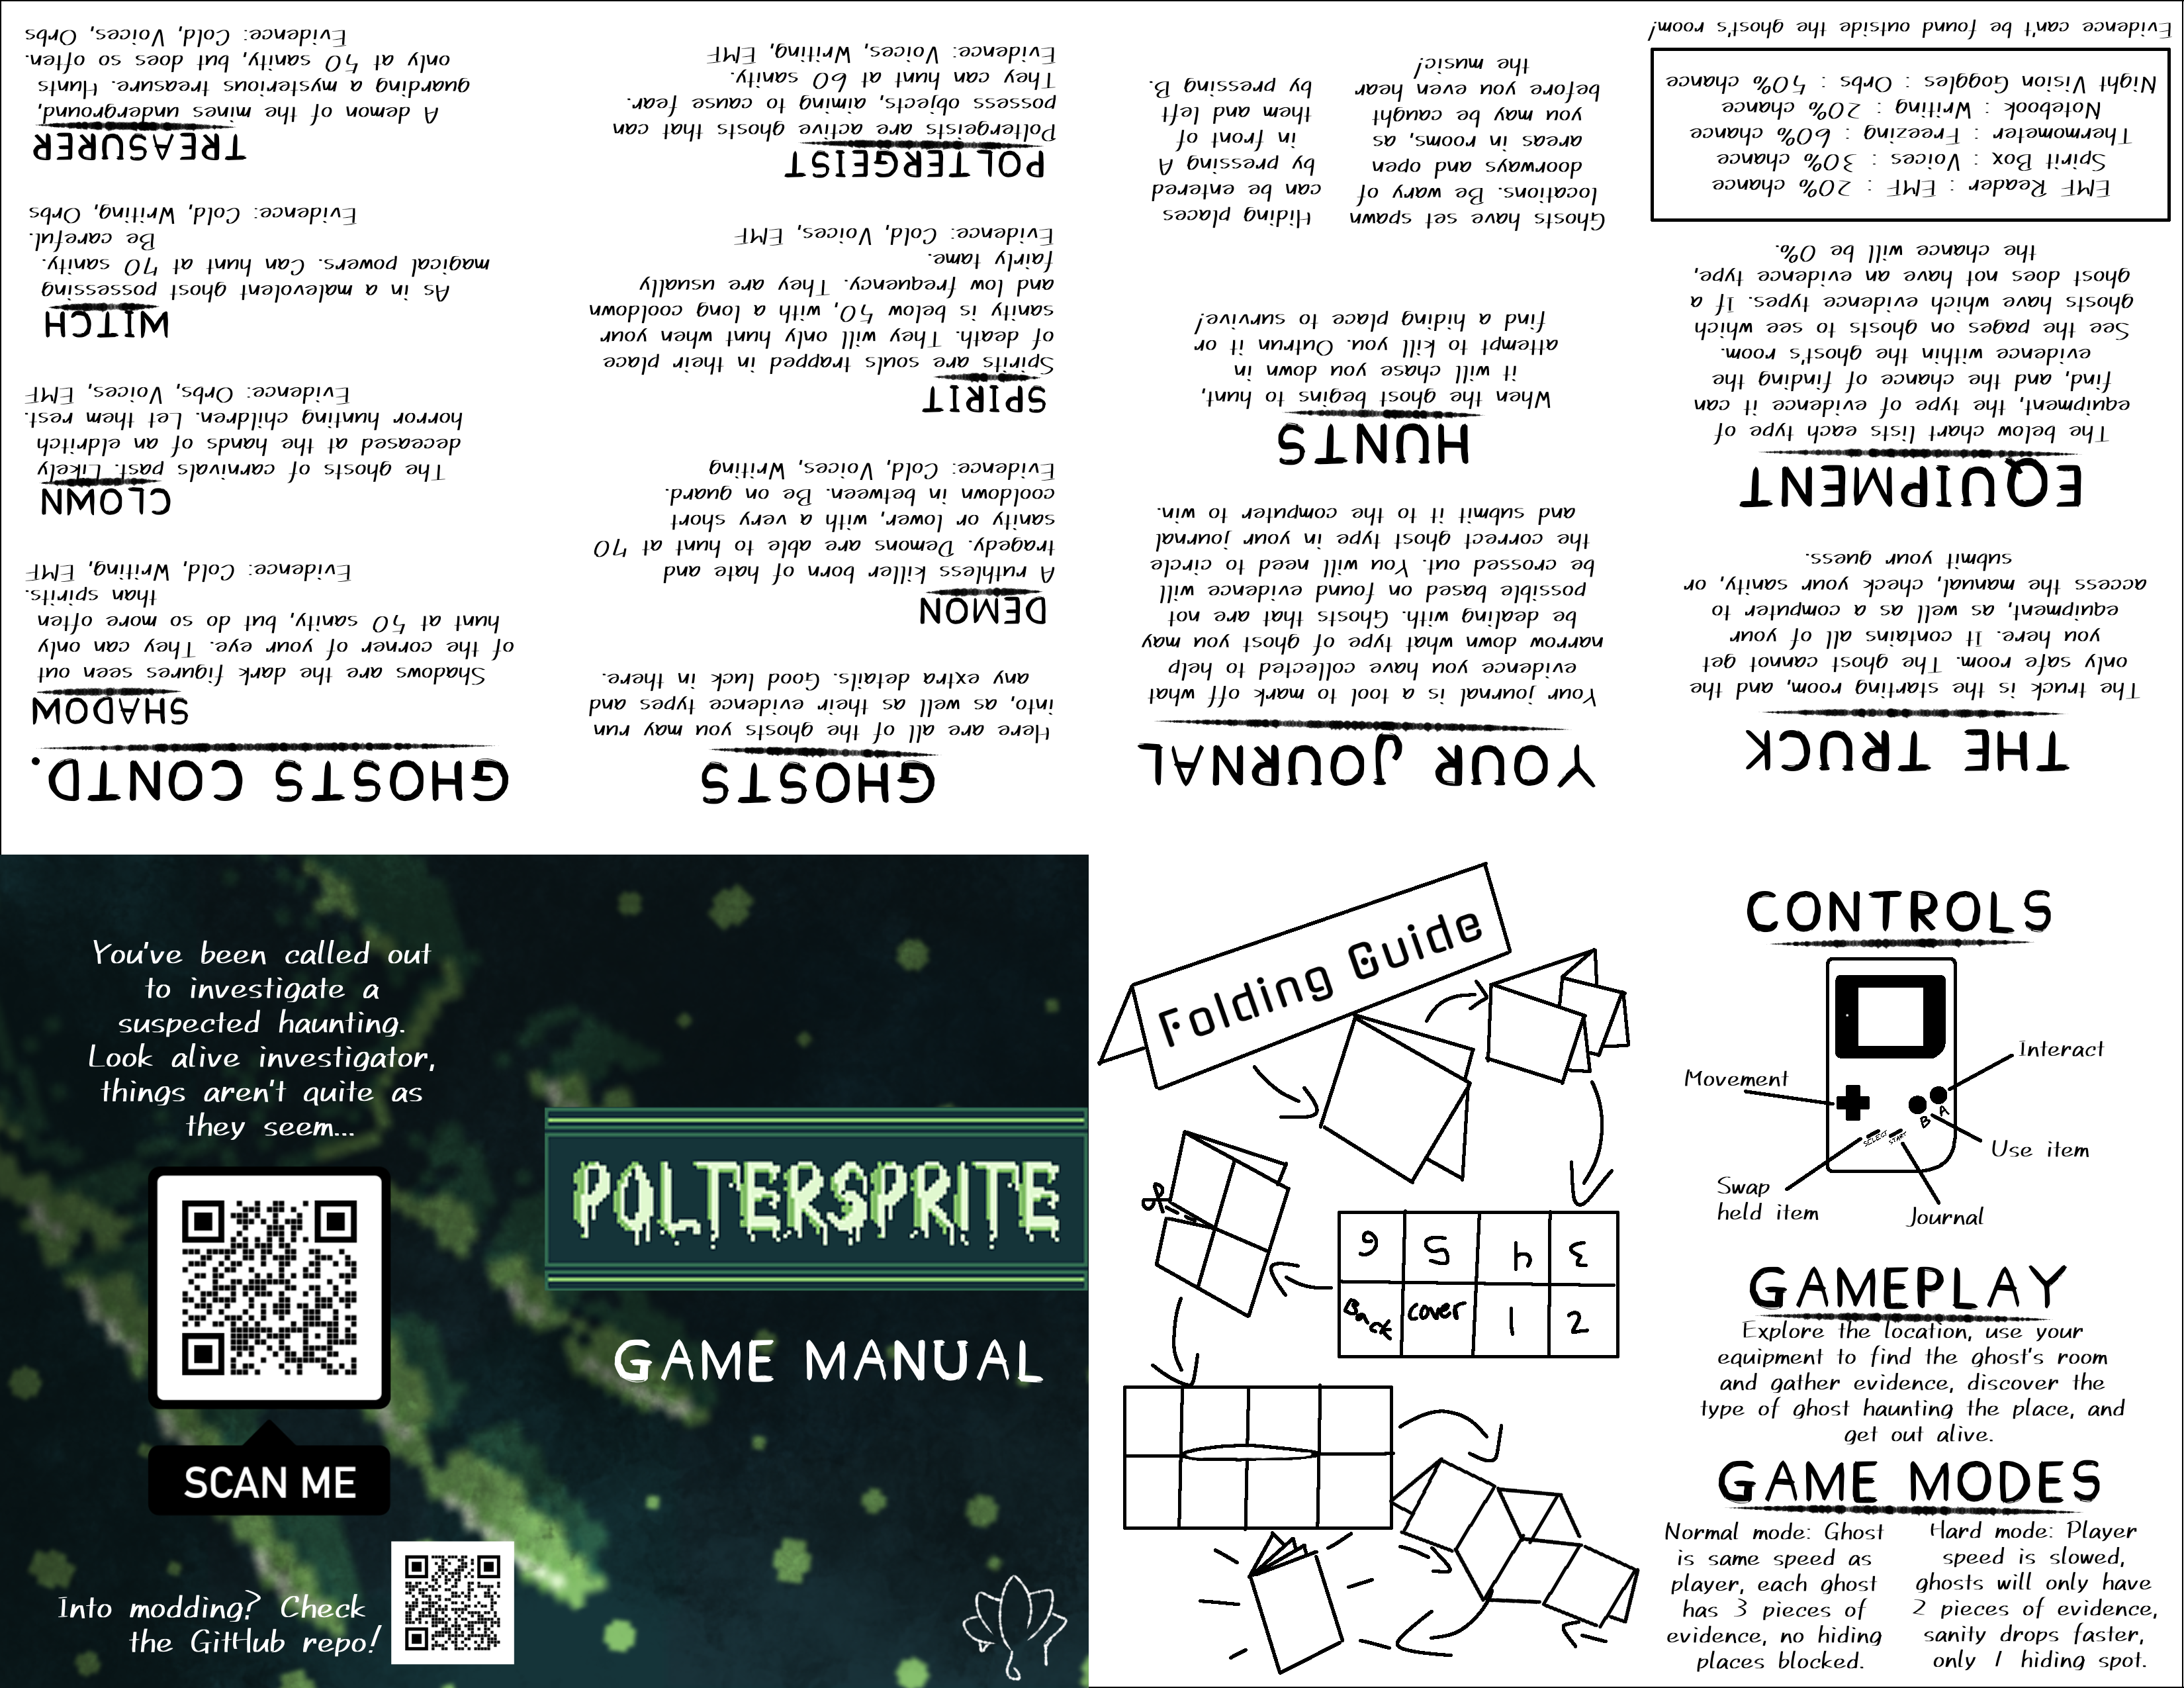 You've been called out
to investigate a
suspected haunting.
Look alive investigator,
things aren't quite as
they seem...
SCAN ME
Into modding? Check
the GitHub repo!
POLTERSPRITE
GAME MANUAL
Folding Guide
6 5 4 3
Back cover 1 2
CONTROLS
Interact
Movement
A
B
SELECT
START
Use item
Swap
held item
Journal
GAMEPLAY
Explore the location, use your
equipment to find the ghost's room
and gather evidence, discover the
type of ghost haunting the place, and
get out alive.
GAME MODES
Normal mode: Ghost
is same speed as
player, each ghost
has 3 pieces of
evidence, no hiding
places blocked.
Hard mode: Player
speed is slowed,
ghosts will only have
2 pieces of evidence,
sanity drops faster,
only 1 hiding spot.
THE TRUCK
The truck is the starting room, and the
only safe room. The ghost cannot get
you here. It contains all of your
equipment, as well as a computer to
access the manual, check your sanity, or
submit your guess.
EQUIPMENT
The below chart lists each type of
equipment, the type of evidence it can
find, and the chance of finding the
evidence within the ghost's room.
See the pages on ghosts to see which
ghosts have which evidence types. If a
ghost does not have an evidence type,
the chance will be 0%.
EMF Reader : EMF : 20% chance
Spirit Box : Voices : 30% chance
Thermometer : Freezing : 60% chance
Notebook : Writing : 20% chance
Night Vision Goggles : Orbs : 50% chance
Evidence can't be found outside the ghost's room!
YOUR JOURNAL
Your journal is a tool to mark off what
evidence you have collected to help
narrow down what type of ghost you may
be dealing with. Ghosts that are not
possible based on found evidence will
be crossed out. You will need to circle
the correct ghost type in your journal
and submit it to the computer to win.
HUNTS
When the ghost begins to hunt,
it will chase you down in
attempt to kill you. Outrun it or
find a hiding place to survive!
Ghosts have set spawn
locations. Be wary of
doorways and open
areas in rooms, as
you may be caught
before you even hear
the music!
Hiding places
can be entered
by pressing A
in front of
them and left
by pressing B.
GHOSTS
Here are all of the ghosts you may run
into, as well as their evidence types and
any extra details. Good luck in there.
DEMON
A ruthless killer born of hate and
tragedy. Demons are able to hunt at 70
sanity or lower, with a very short
cooldown in between. Be on guard.
Evidence: Cold, Voices, Writing
SPIRIT
Spirits are souls trapped in their place
of death. They will only hunt when your
sanity is below 50, with a long cooldown
and low frequency. They are usually
fairly tame.
Evidence: Cold, Voices, EMF
POLTERGEIST
Poltergeists are active ghosts that can
possess objects, aiming to cause fear.
They can hunt at 60 sanity.
Evidence: Voices, Writing, EMF
GHOSTS CONTD.
SHADOW
Shadows are the dark figures seen out
of the corner of your eye. They can only
hunt at 50 sanity, but do so more often
than spirits.
Evidence: Cold, Writing, EMF
CLOWN
The ghosts of carnivals past. Likely
deceased at the hands of an eldritch
horror hunting children. Let them rest.
Evidence: Orbs, Voices, EMF
WITCH
As in a malevolent ghost possessing
magical powers. Can hunt at 70 sanity.
Be careful.
Evidence: Cold, Writing, Orbs
TREASURER
A demon of the mines underground,
guarding a mysterious treasure. Hunts
only at 50 sanity, but does so often.
Evidence: Cold, Voices, Orbs